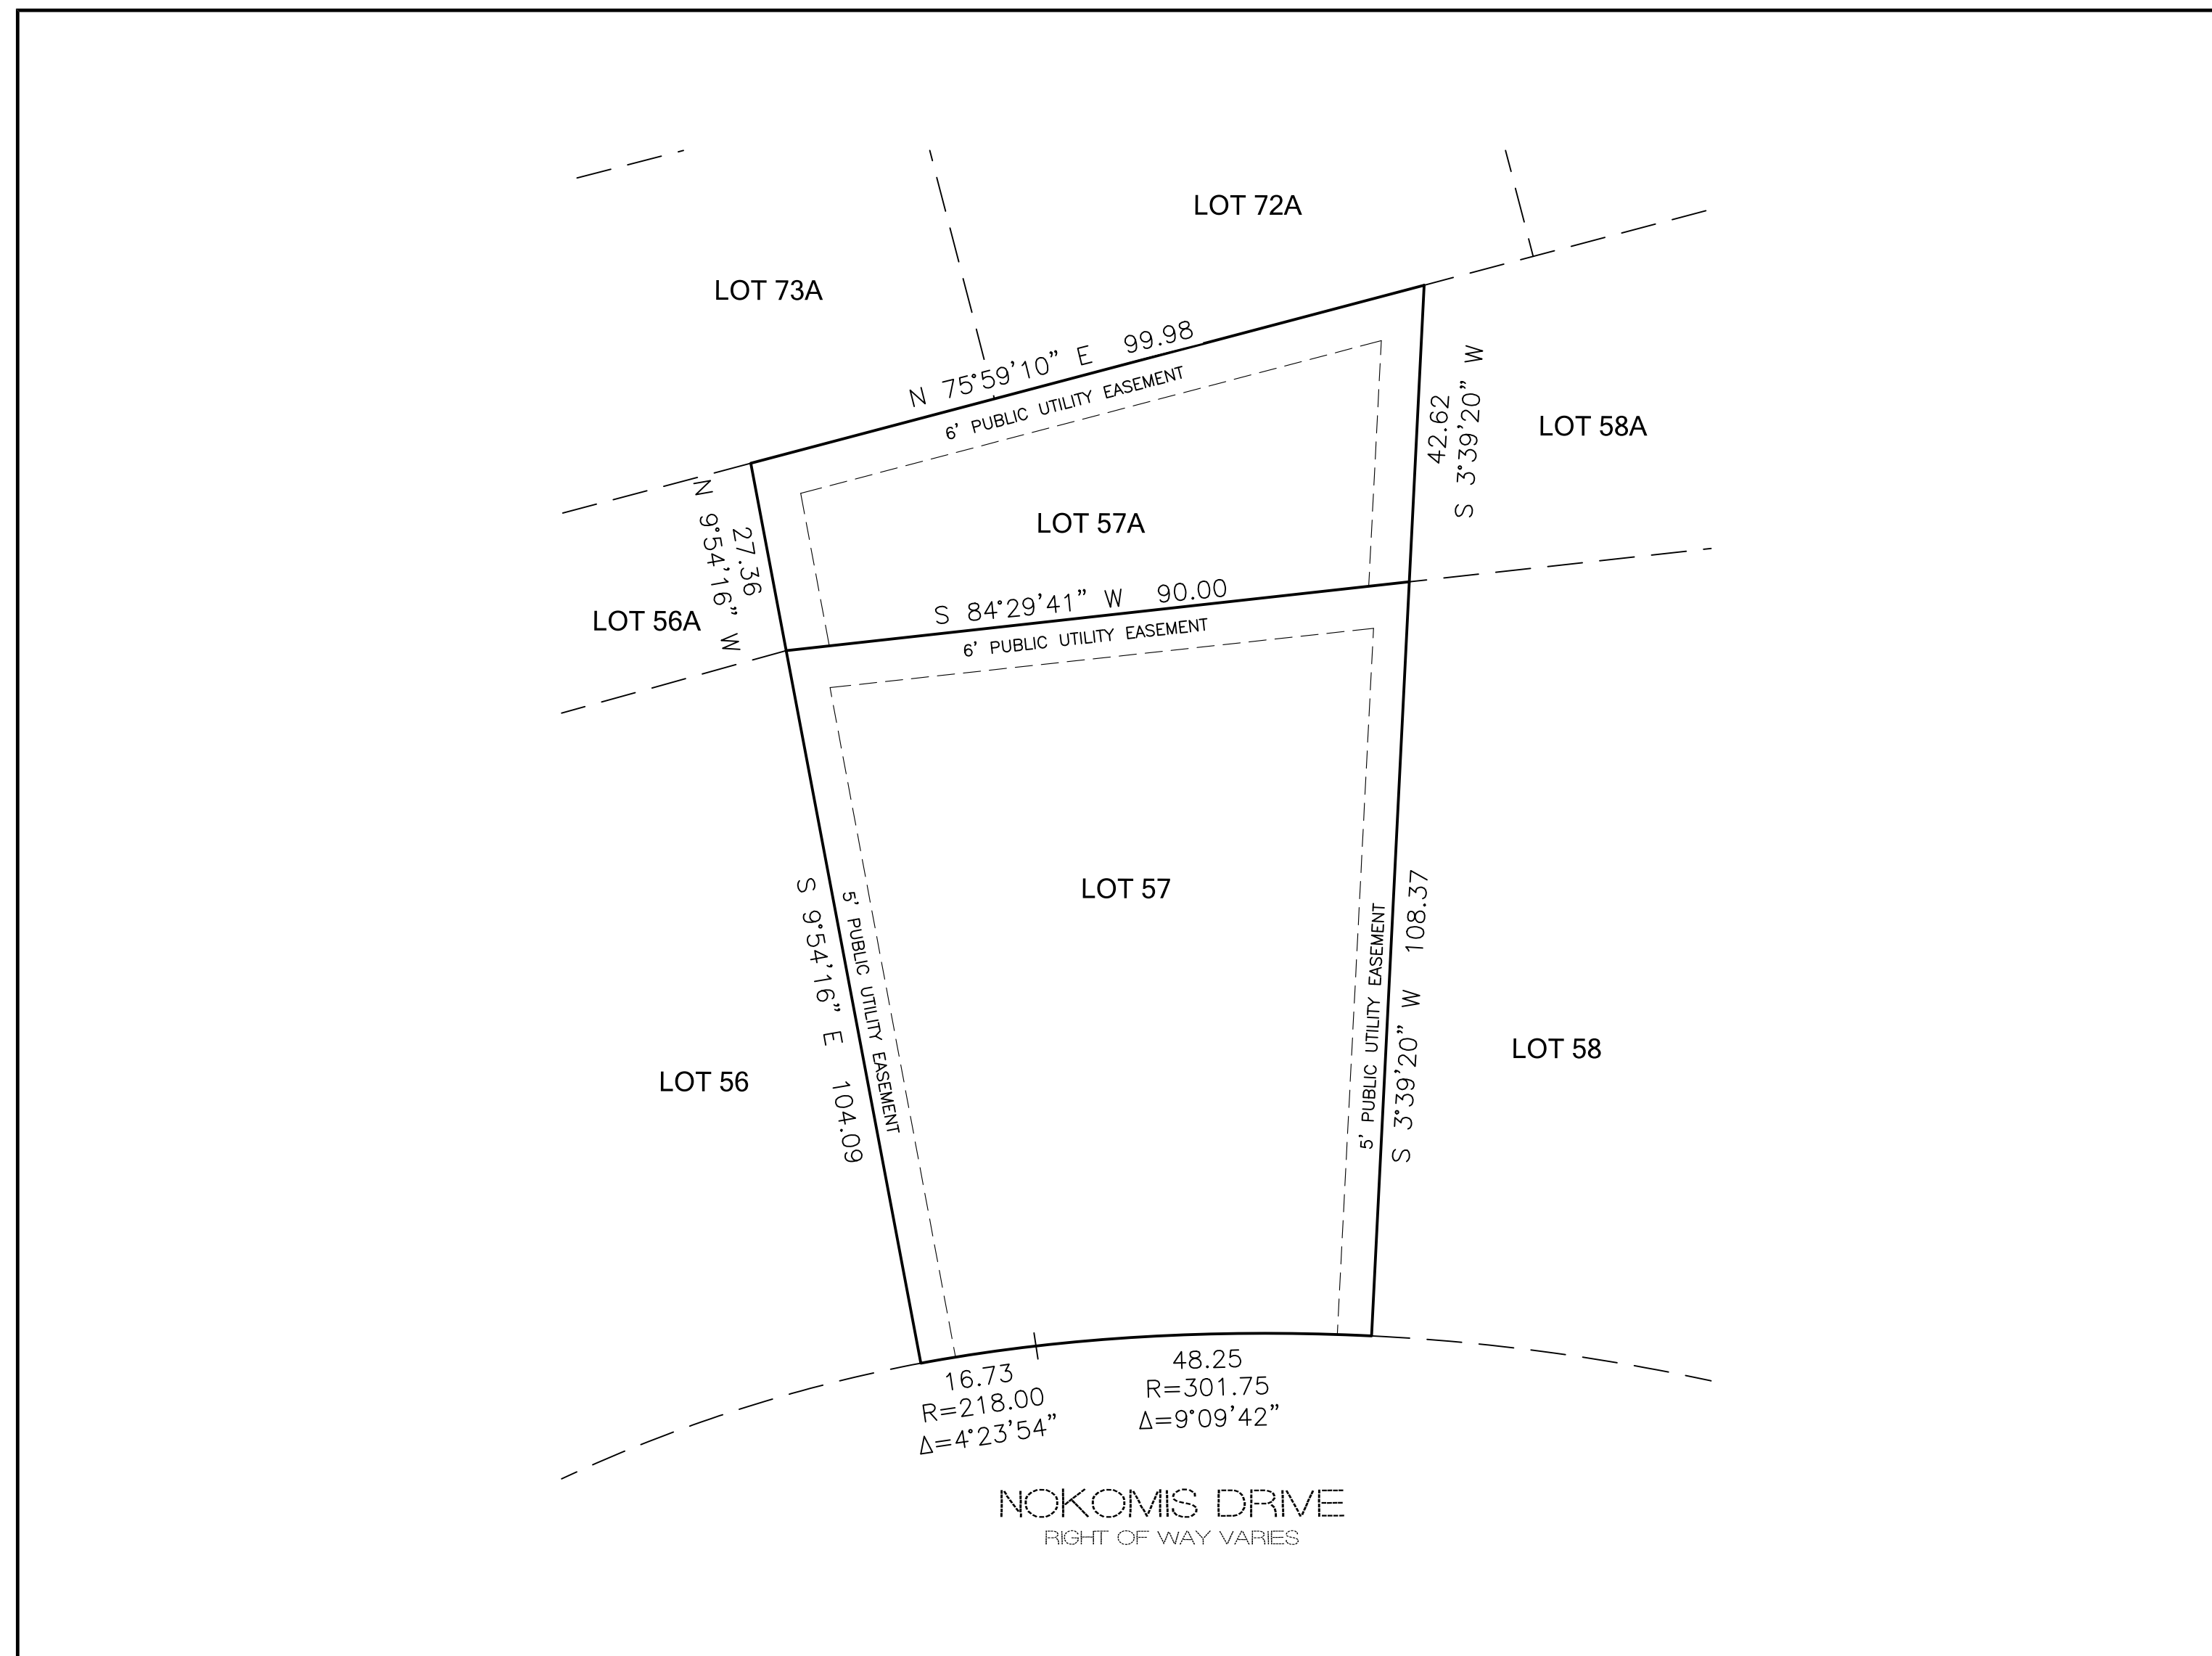 LOT 72A
LOT 73A
N 75°59'10" E 99.98
6' PUBLIC UTILITY EASEMENT
42.62
S 3°39'20" W
LOT 58A
27.36
N 9°54'16" W
LOT 57A
LOT 56A
S 84°29'41" W 90.00
6' PUBLIC UTILITY EASEMENT
LOT 57
S 9°54'16" E 104.09
5' PUBLIC UTILITY EASEMENT
5' PUBLIC UTILITY EASEMENT
S 3°39'20" W 108.37
LOT 58
LOT 56
16.73
R=218.00
Δ=4°23'54"
48.25
R=301.75
Δ=9°09'42"
NOKOMIS DRIVE
RIGHT OF WAY VARIES